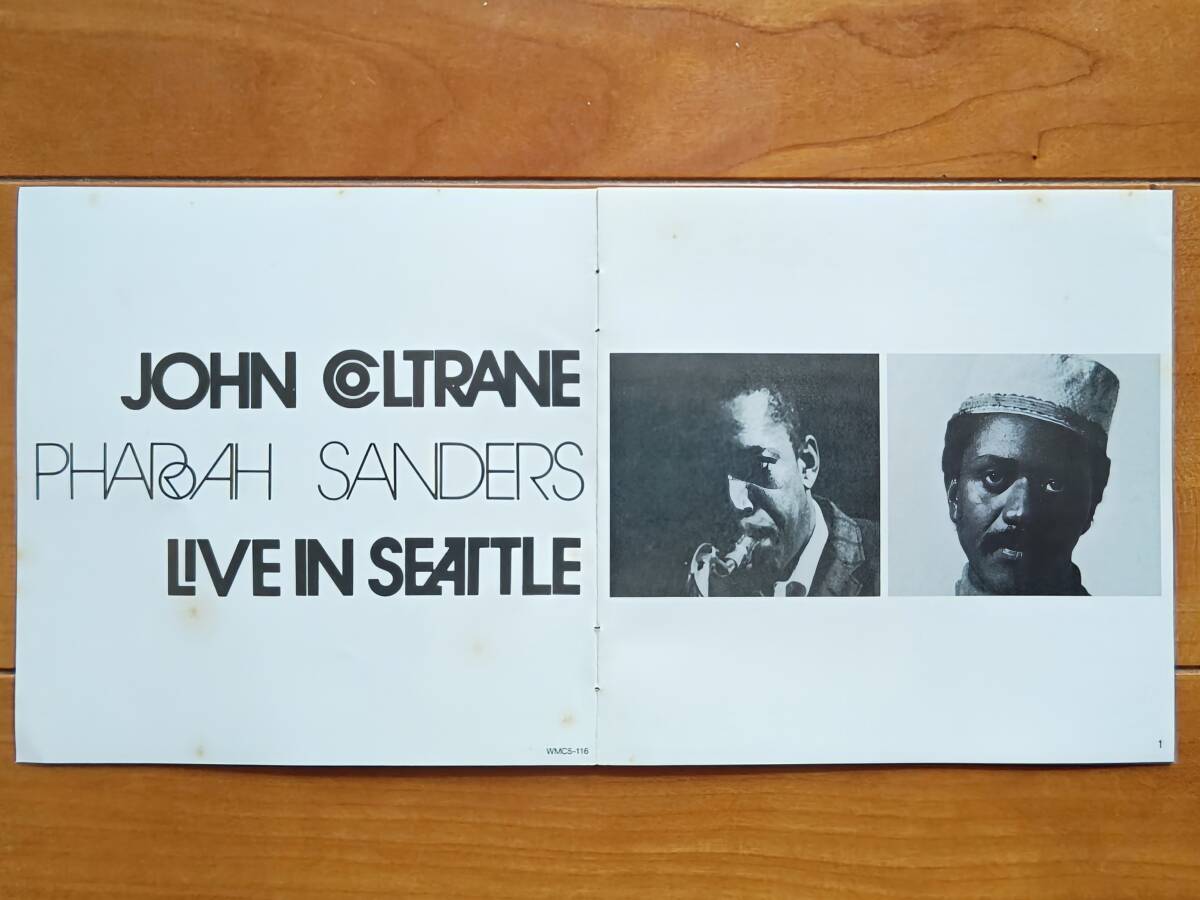 JOHN COLTRANE
PHAROAH SANDERS
LIVE IN SEATTLE
WMC5-116
1